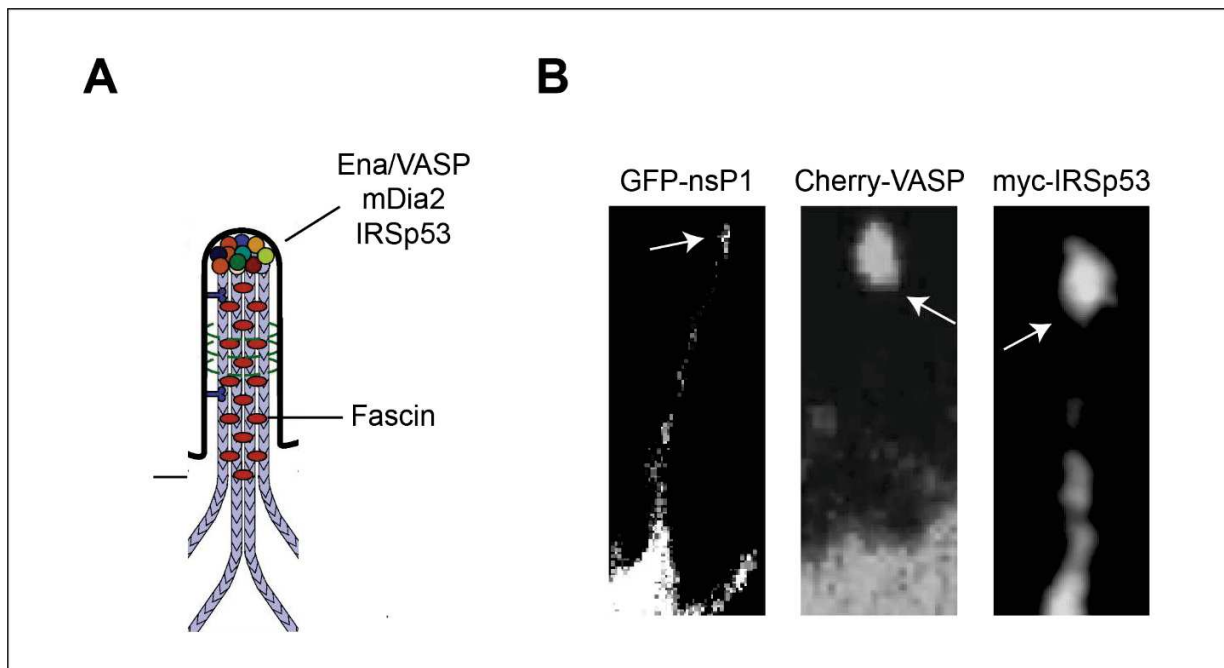 A
Ena/VASP
mDia2
IRSp53
Fascin
B
GFP-nsP1
Cherry-VASP
myc-IRSp53